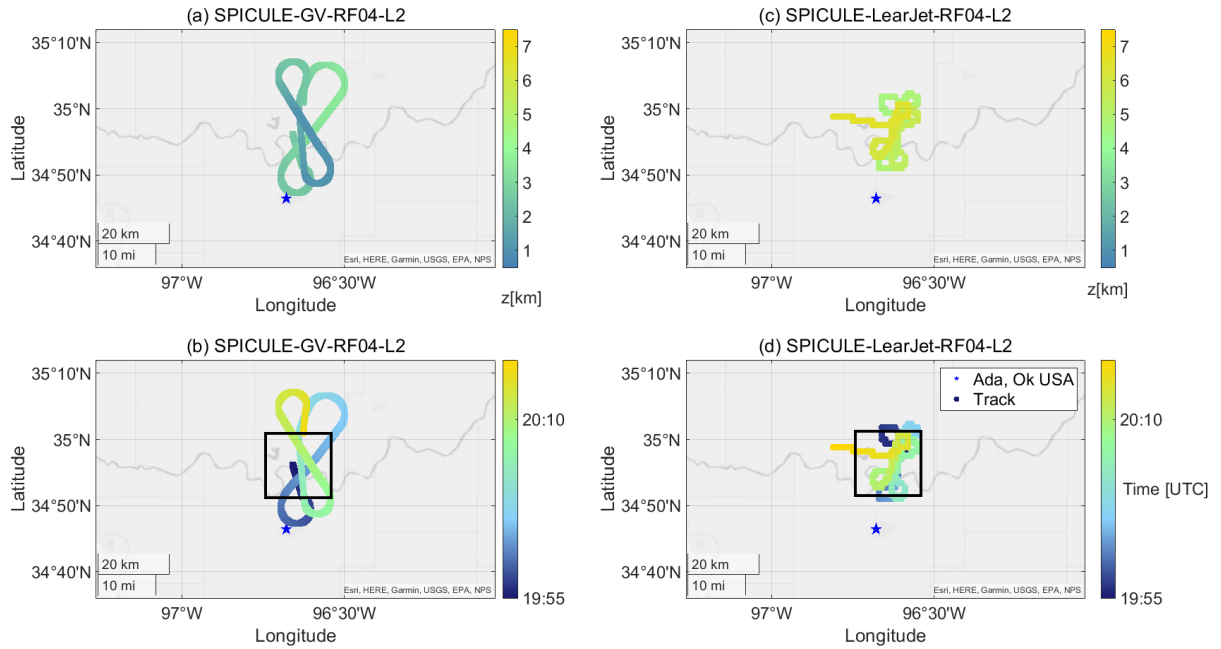 (a) SPICULE-GV-RF04-L2
35°10'N
35°N
34°50'N
34°40'N
Latitude
20 km
10 mi
Esri, HERE, Garmin, USGS, EPA, NPS
97°W
96°30'W
Longitude
7
6
5
4
3
2
1
z[km]
(c) SPICULE-LearJet-RF04-L2
35°10'N
35°N
34°50'N
34°40'N
Latitude
20 km
10 mi
Esri, HERE, Garmin, USGS, EPA, NPS
97°W
96°30'W
Longitude
7
6
5
4
3
2
1
z[km]
(b) SPICULE-GV-RF04-L2
35°10'N
35°N
34°50'N
34°40'N
Latitude
20 km
10 mi
Esri, HERE, Garmin, USGS, EPA, NPS
97°W
96°30'W
Longitude
20:10
19:55
(d) SPICULE-LearJet-RF04-L2
Ada, Ok USA
Track
35°10'N
35°N
34°50'N
34°40'N
Latitude
20 km
10 mi
Esri, HERE, Garmin, USGS, EPA, NPS
97°W
96°30'W
Longitude
20:10
Time [UTC]
19:55